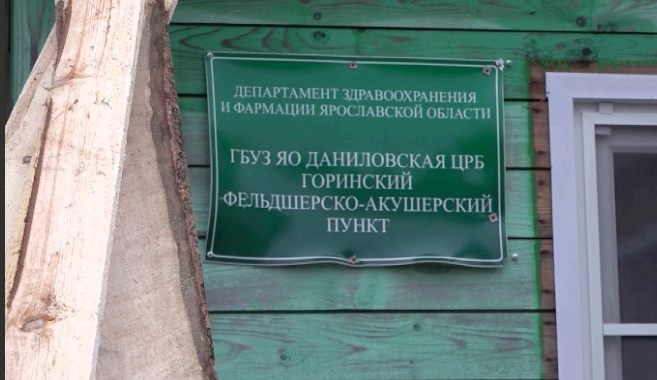 ДЕПАРТАМЕНТ ЗДРАВООХРАНЕНИЯ
И ФАРМАЦИИ ЯРОСЛАВСКОЙ ОБЛАСТИ
ГБУЗ ЯО ДАНИЛОВСКАЯ ЦРБ
ГОРИНСКИЙ
ФЕЛЬДШЕРСКО-АКУШЕРСКИЙ
ПУНКТ